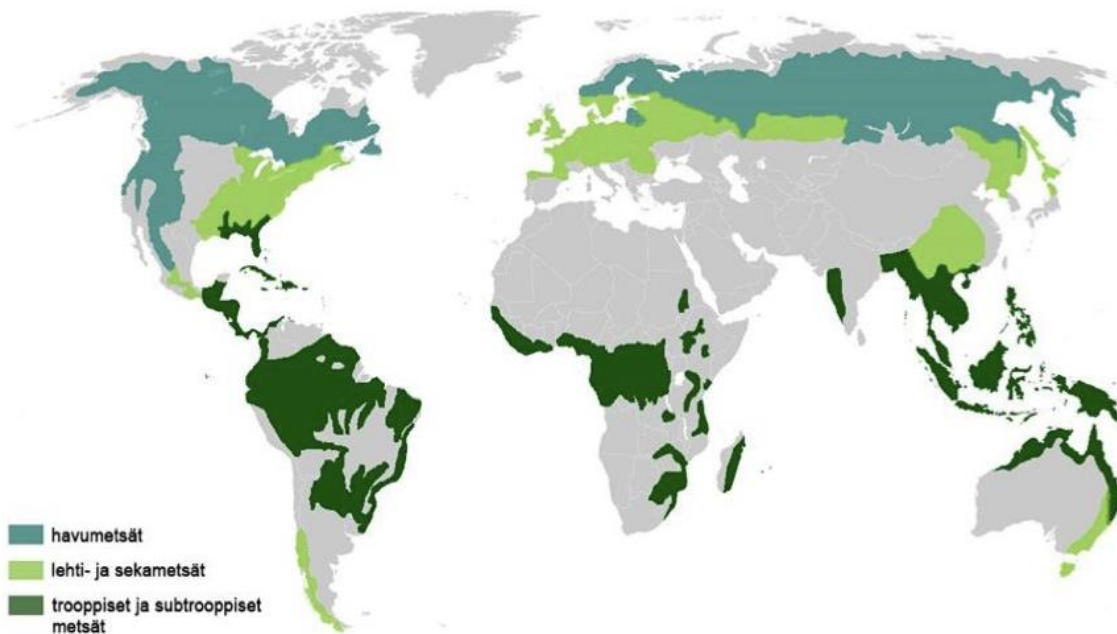 havumetsät
lehti- ja sekametsät
trooppiset ja subtrooppiset
metsät